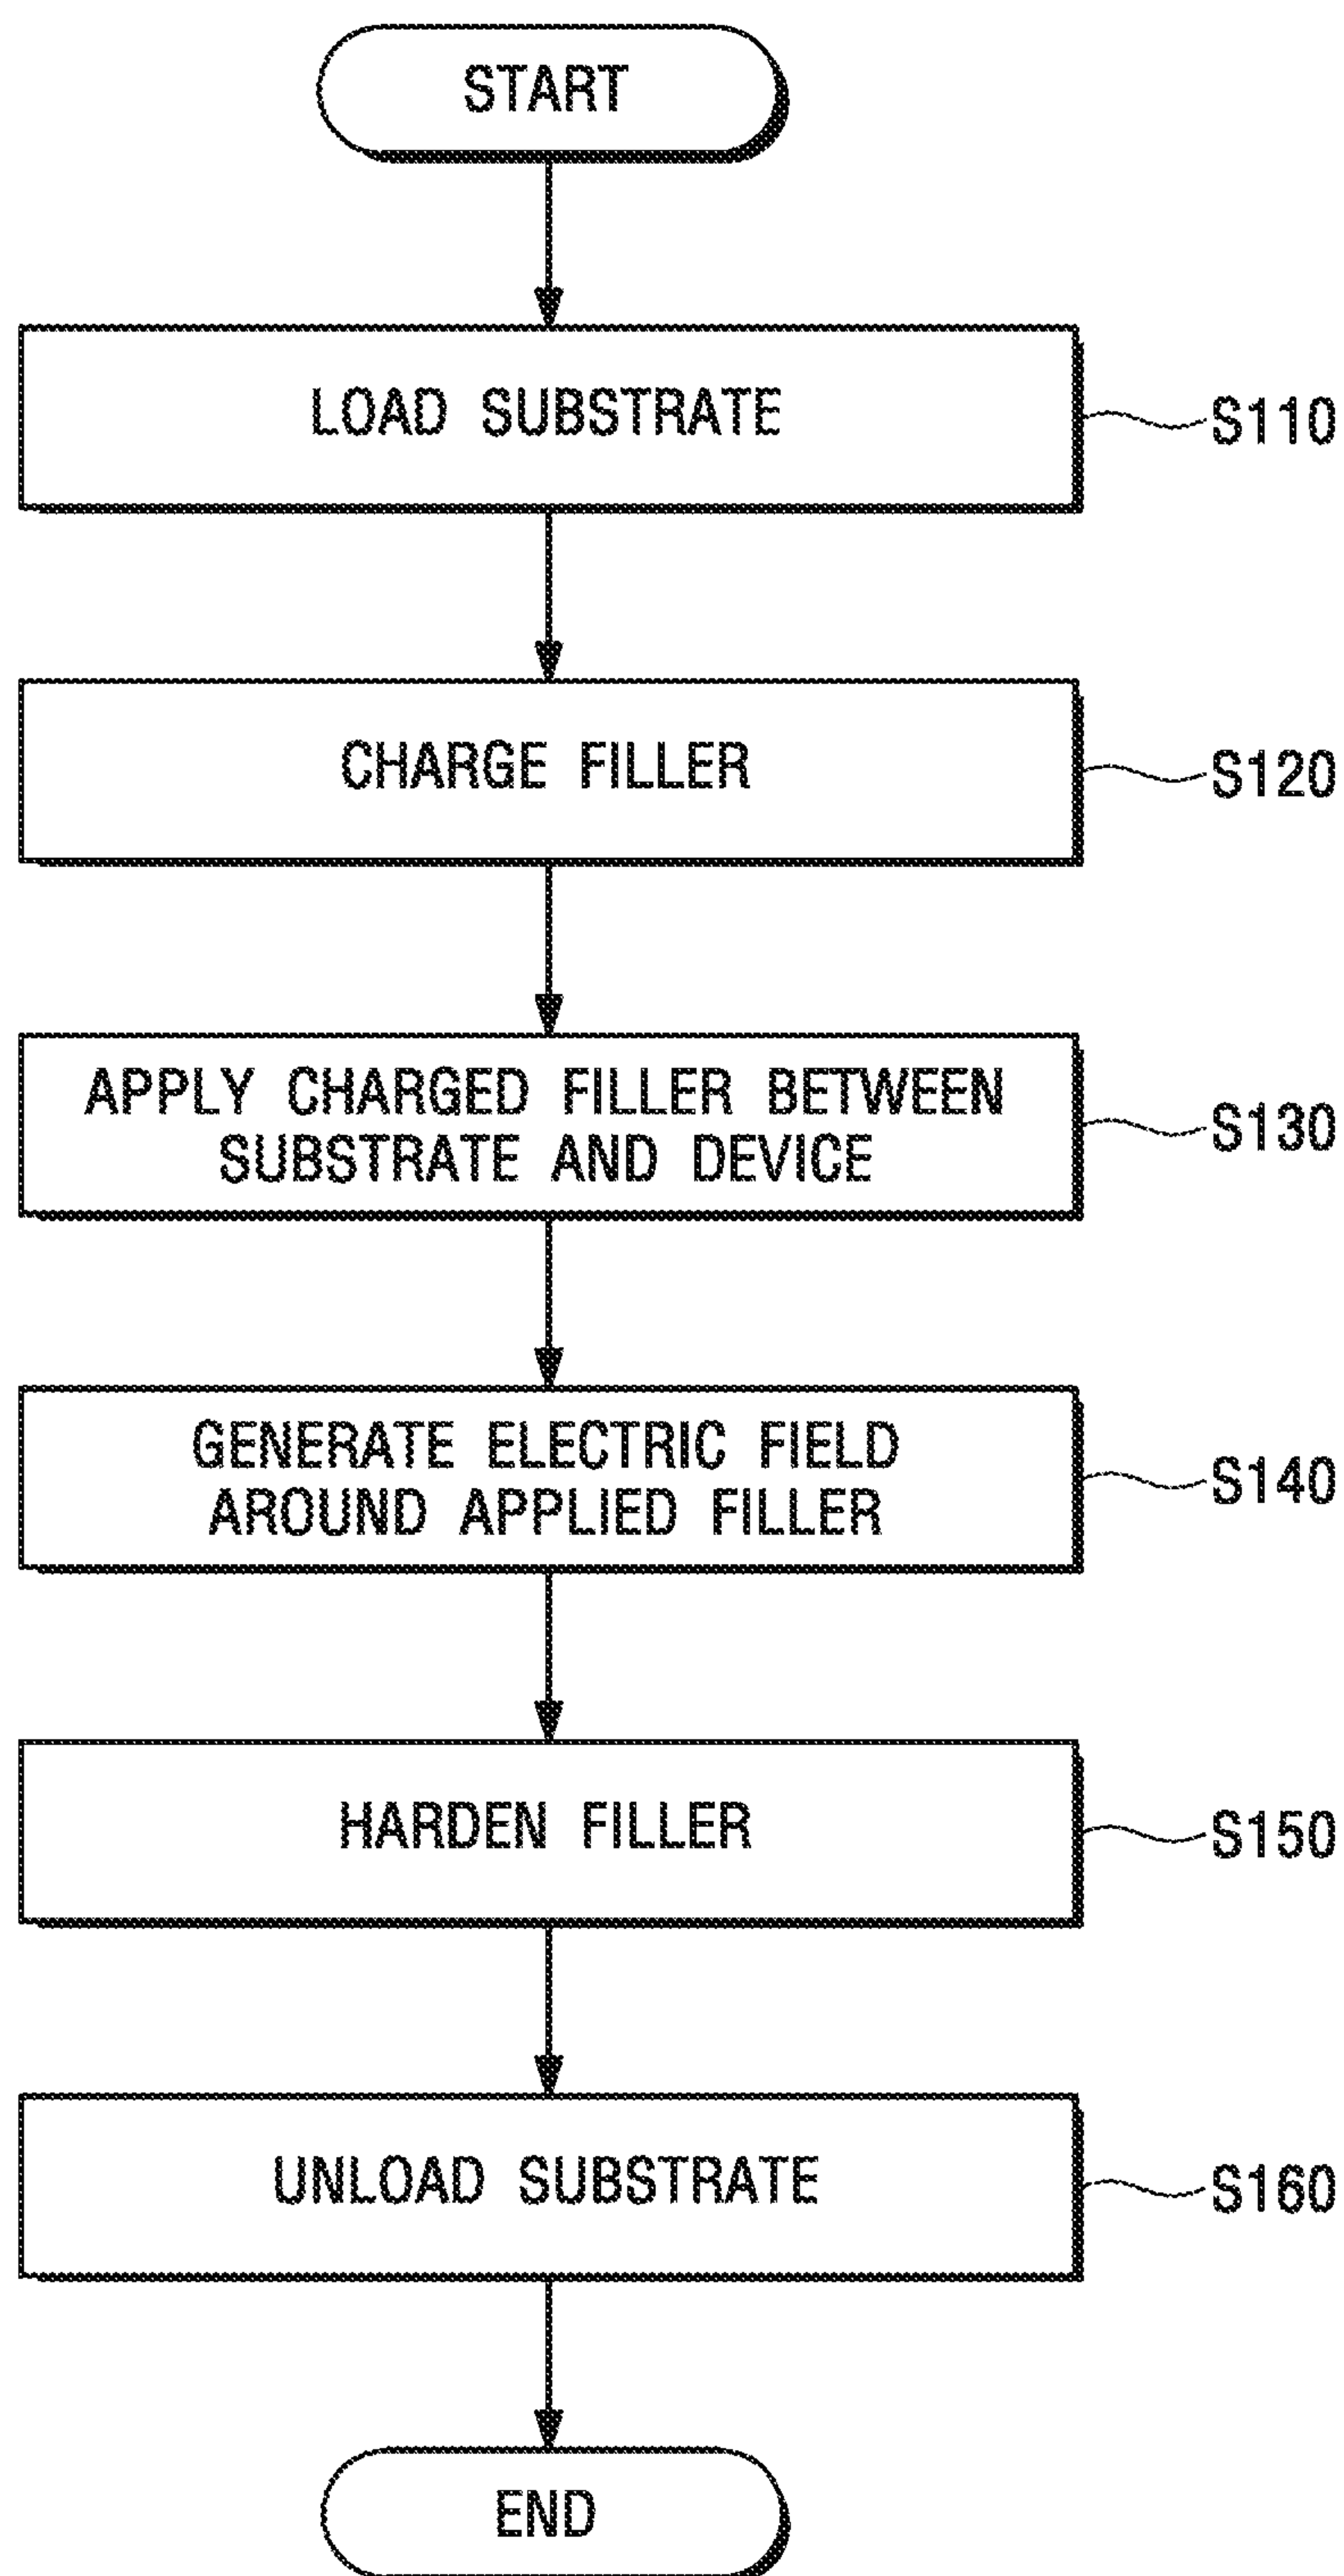 START
LOAD SUBSTRATE
S110
CHARGE FILLER
S120
APPLY CHARGED FILLER BETWEEN
SUBSTRATE AND DEVICE
S130
GENERATE ELECTRIC FIELD
AROUND APPLIED FILLER
S140
HARDEN FILLER
S150
UNLOAD SUBSTRATE
S160
END